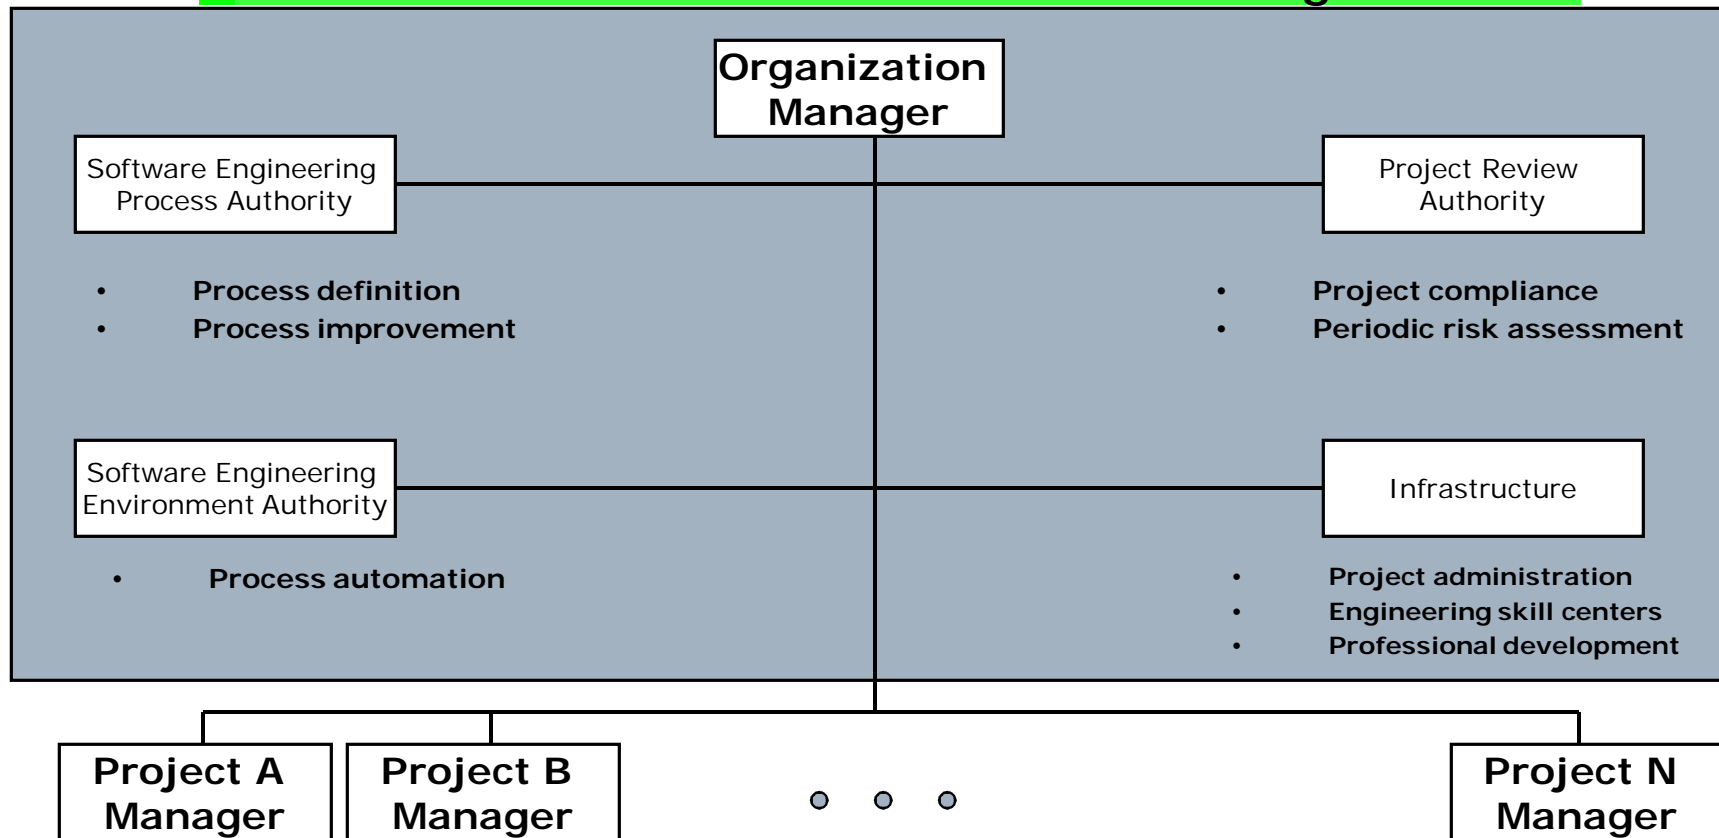 Organization
Manager
Software Engineering
Process Authority
Project Review
Authority
• Process definition
• Process improvement
• Project compliance
• Periodic risk assessment
Software Engineering
Environment Authority
Infrastructure
• Process automation
• Project administration
• Engineering skill centers
• Professional development
Project A
Manager
Project B
Manager
Project N
Manager